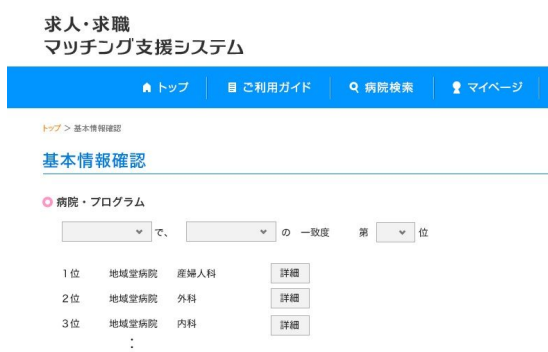 求人・求職
マッチング支援システム
トップ ご利用ガイド 病院検索 マイページ
トップ > 基本情報確認
基本情報確認
病院・プログラム
で、 の 一致度 第 位
1位 地域堂病院 産婦人科 詳細
2位 地域堂病院 外科 詳細
3位 地域堂病院 内科 詳細
：